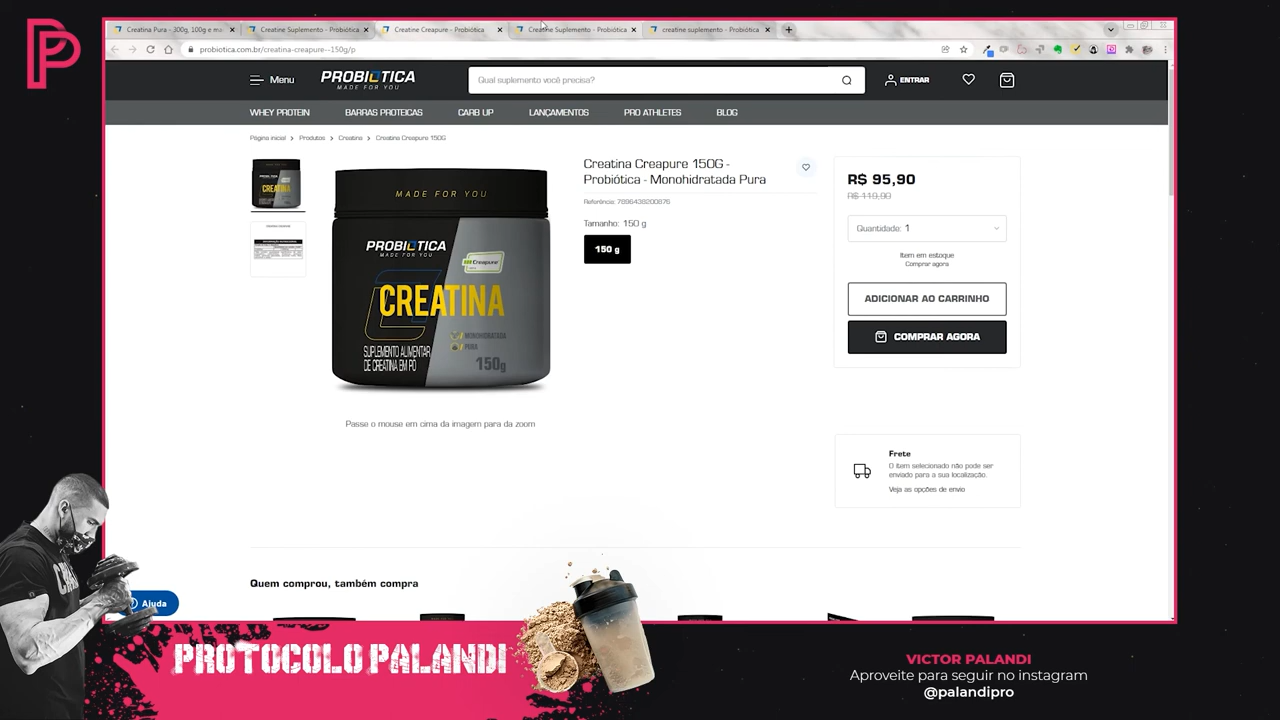 Creatina Pura - 300g, 100g e ma
Creatine Suplemento - Probiótica
Creatina Creapure - Probiótica
Creatine Suplemento - Probiótica
creatine suplemento - Probiótica
probiotica.com.br/creatina-creapure--150g/p
Menu
PROBIOTICA
MADE FOR YOU
Qual suplemento você precisa?
ENTRAR
WHEY PROTEIN
BARRAS PROTEICAS
CARB UP
LANÇAMENTOS
PRO ATHLETES
BLOG
Página inicial > Produtos > Creatina > Creatina Creapure 150G
MADE FOR YOU
PROBIOTICA
MADE FOR YOU
Creapure
CREATINA
MONOHIDRATADA
PURA
SUPLEMENTO ALIMENTAR
DE CREATINA EM PÓ
150g
Passe o mouse em cima da imagem para da zoom
Creatina Creapure 150G -
Probiótica - Monohidratada Pura
Referência: 7896438200876
Tamanho: 150 g
150 g
R$ 95,90
R$ 119,90
Quantidade: 1
Item em estoque
Comprar agora
ADICIONAR AO CARRINHO
COMPRAR AGORA
Frete
O item selecionado não pode ser
enviado para a sua localização.
Veja as opções de envio
Quem comprou, também compra
Ajuda
PROTOCOLO PALANDI
VICTOR PALANDI
Aproveite para seguir no instagram
@palandipro